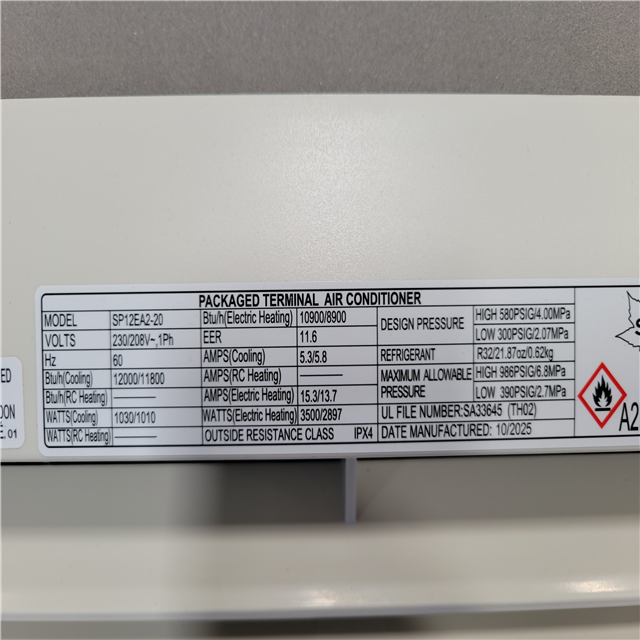 PACKAGED TERMINAL AIR CONDITIONER
MODEL SP12EA2-20
VOLTS 230/208V~,1Ph
Hz 60
Btu/h(Cooling) 12000/11800
Btu/h(RC Heating) ——
WATTS(Cooling) 1030/1010
WATTS(RC Heating) ——
Btu/h(Electric Heating) 10900/8900
EER 11.6
AMPS(Cooling) 5.3/5.8
AMPS(RC Heating) ——
AMPS(Electric Heating) 15.3/13.7
WATTS(Electric Heating) 3500/2897
OUTSIDE RESISTANCE CLASS IPX4
DESIGN PRESSURE HIGH 580PSIG/4.00MPa
LOW 300PSIG/2.07MPa
REFRIGERANT R32/21.87oz/0.62kg
MAXIMUM ALLOWABLE PRESSURE HIGH 986PSIG/6.8MPa
LOW 390PSIG/2.7MPa
UL FILE NUMBER:SA33645 (TH02)
DATE MANUFACTURED: 10/2025
A2